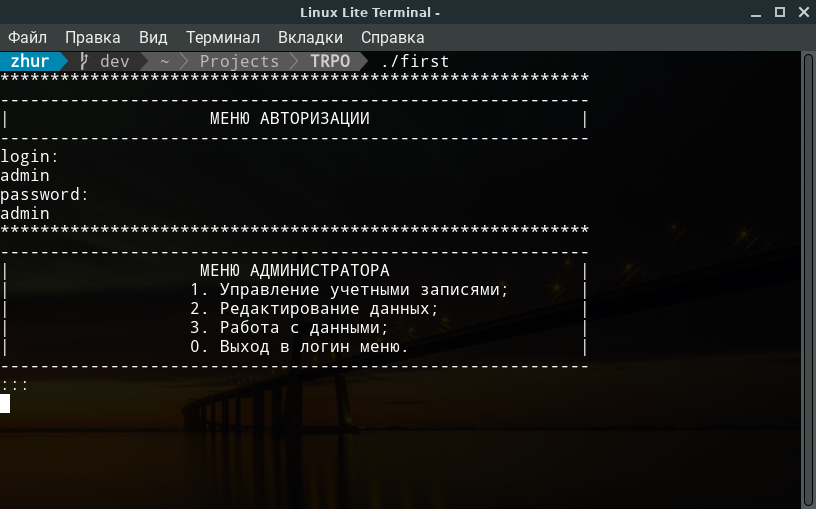 Linux Lite Terminal -
Файл Правка Вид Терминал Вкладки Справка
zhur dev ~ Projects TRPO ./first
***********************************************************
-----------------------------------------------------------
| МЕНЮ АВТОРИЗАЦИИ |
-----------------------------------------------------------
login:
admin
password:
admin
***********************************************************
-----------------------------------------------------------
| МЕНЮ АДМИНИСТРАТОРА |
| 1. Управление учетными записями; |
| 2. Редактирование данных; |
| 3. Работа с данными; |
| 0. Выход в логин меню. |
-----------------------------------------------------------
:::